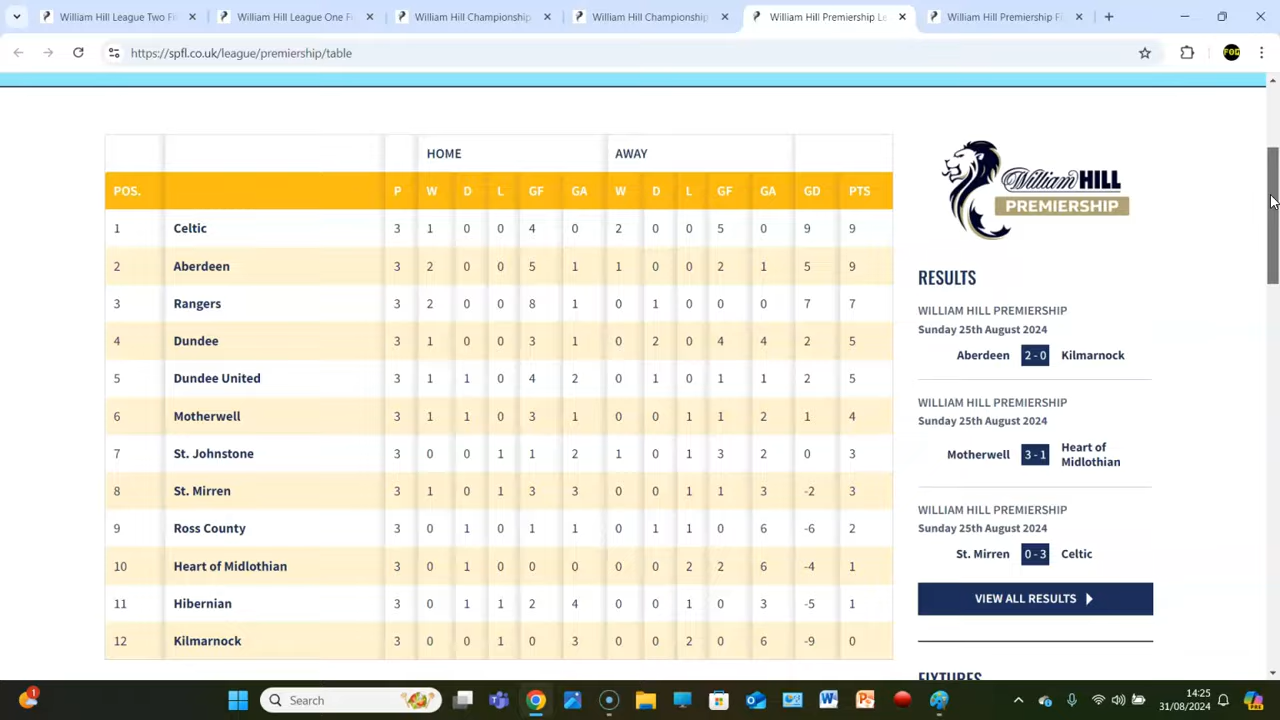 William Hill League Two Fi
William Hill League One Fi
William Hill Championship
William Hill Championship
William Hill Premiership Le
William Hill Premiership Fi
https://spfl.co.uk/league/premiership/table
HOME AWAY
POS. P W D L GF GA W D L GF GA GD PTS
1 Celtic 3 1 0 0 4 0 2 0 0 5 0 9 9
2 Aberdeen 3 2 0 0 5 1 1 0 0 2 1 5 9
3 Rangers 3 2 0 0 8 1 0 1 0 0 0 7 7
4 Dundee 3 1 0 0 3 1 0 2 0 4 4 2 5
5 Dundee United 3 1 1 0 4 2 0 1 0 1 1 2 5
6 Motherwell 3 1 1 0 3 1 0 0 1 1 2 1 4
7 St. Johnstone 3 0 0 1 1 2 1 0 1 3 2 0 3
8 St. Mirren 3 1 0 1 3 3 0 0 1 1 3 -2 3
9 Ross County 3 0 1 0 1 1 0 1 1 0 6 -6 2
10 Heart of Midlothian 3 0 1 0 0 0 0 0 2 2 6 -4 1
11 Hibernian 3 0 1 1 2 4 0 0 1 0 3 -5 1
12 Kilmarnock 3 0 0 1 0 3 0 0 2 0 6 -9 0
William HILL
PREMIERSHIP
RESULTS
WILLIAM HILL PREMIERSHIP
Sunday 25th August 2024
Aberdeen 2 - 0 Kilmarnock
WILLIAM HILL PREMIERSHIP
Sunday 25th August 2024
Motherwell 3 - 1 Heart of
Midlothian
WILLIAM HILL PREMIERSHIP
Sunday 25th August 2024
St. Mirren 0 - 3 Celtic
VIEW ALL RESULTS
FIXTURES
1
Search
14:25
31/08/2024